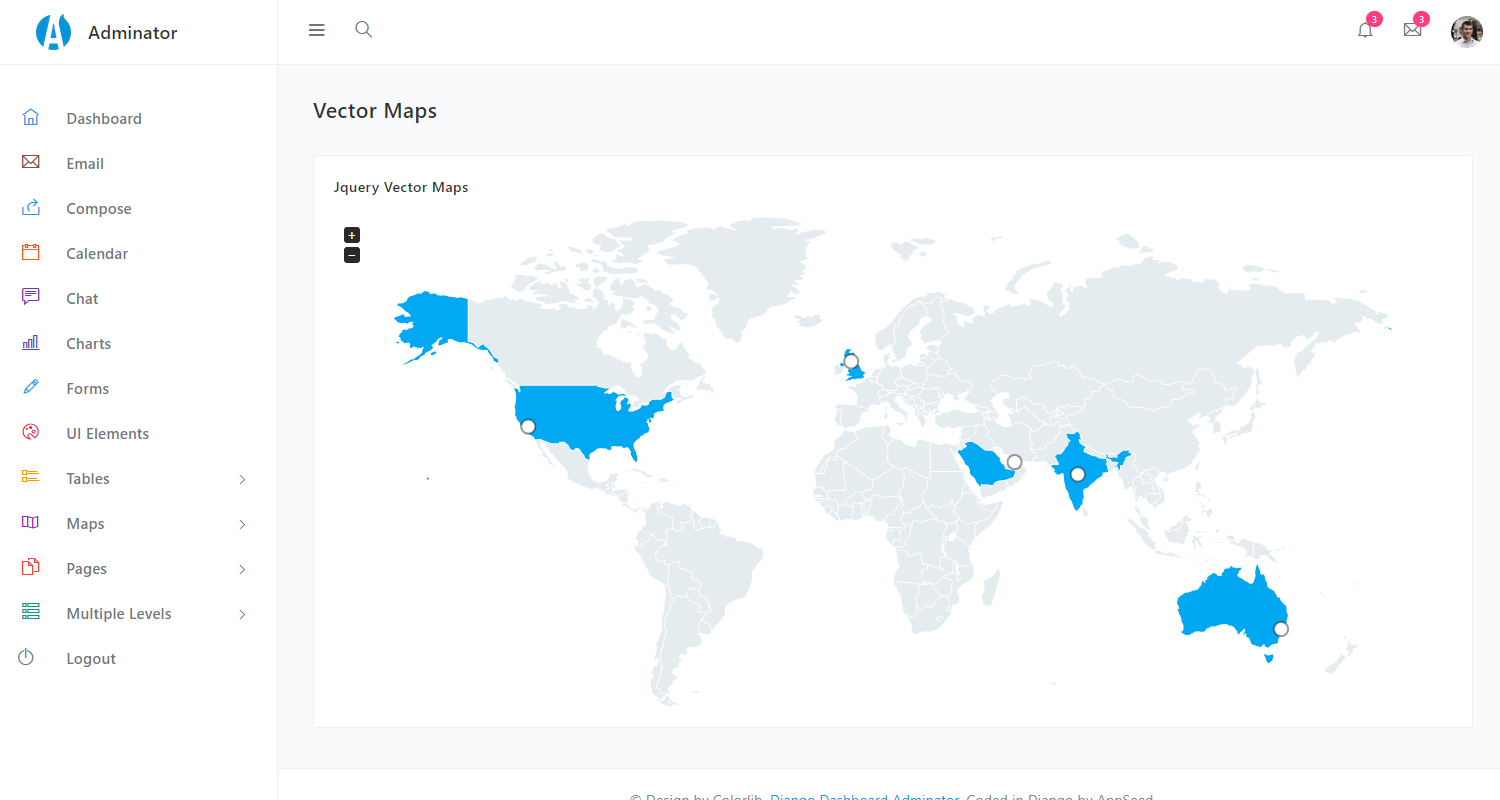 Adminator
3
3
Dashboard
Email
Compose
Calendar
Chat
Charts
Forms
UI Elements
Tables
Maps
Pages
Multiple Levels
Logout
Vector Maps
Jquery Vector Maps
+
−
© Design by Colorlib, Django Dashboard Adminator, Coded in Django by AppSeed